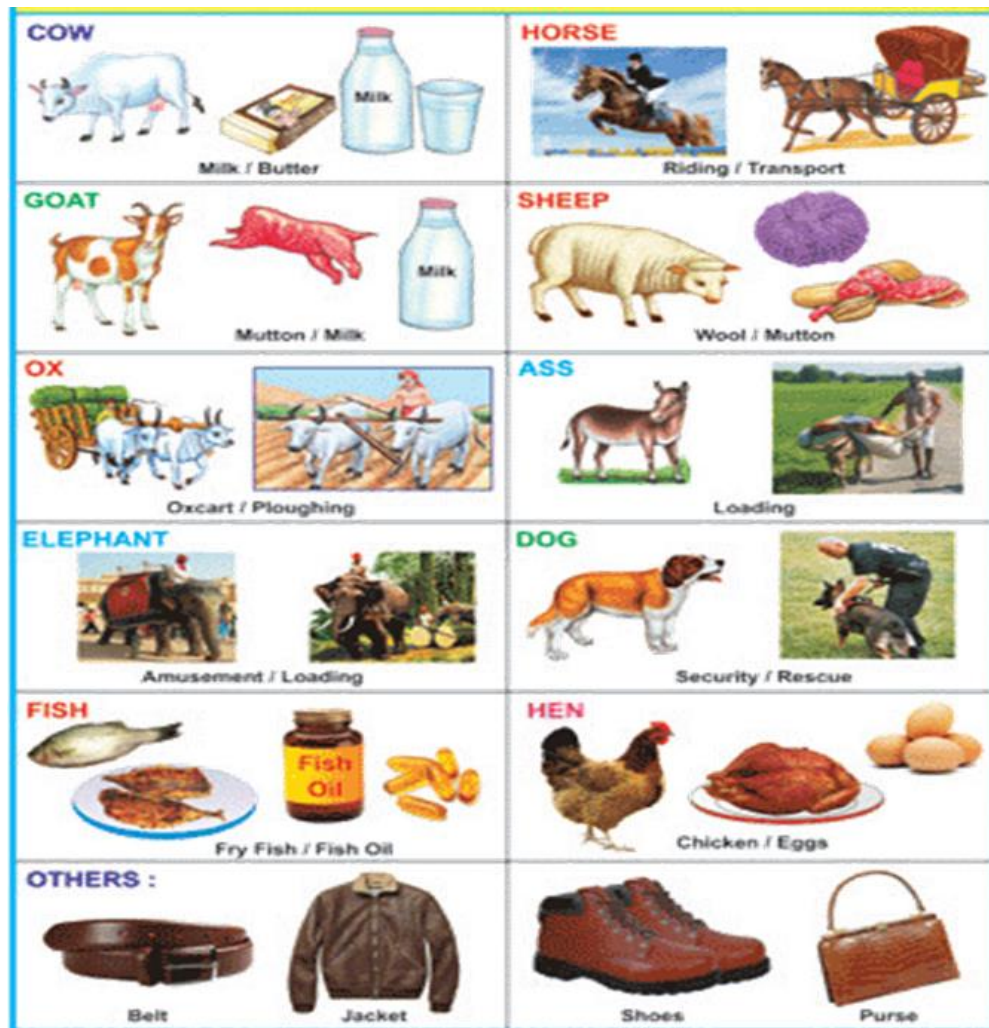 COW
Milk
Milk / Butter
HORSE
Riding / Transport
GOAT
Milk
Mutton / Milk
SHEEP
Wool / Mutton
OX
Oxcart / Ploughing
ASS
Loading
ELEPHANT
Amusement / Loading
DOG
Security / Rescue
FISH
Fish
Oil
Fry Fish / Fish Oil
HEN
Chicken / Eggs
OTHERS :
Belt
Jacket
Shoes
Purse